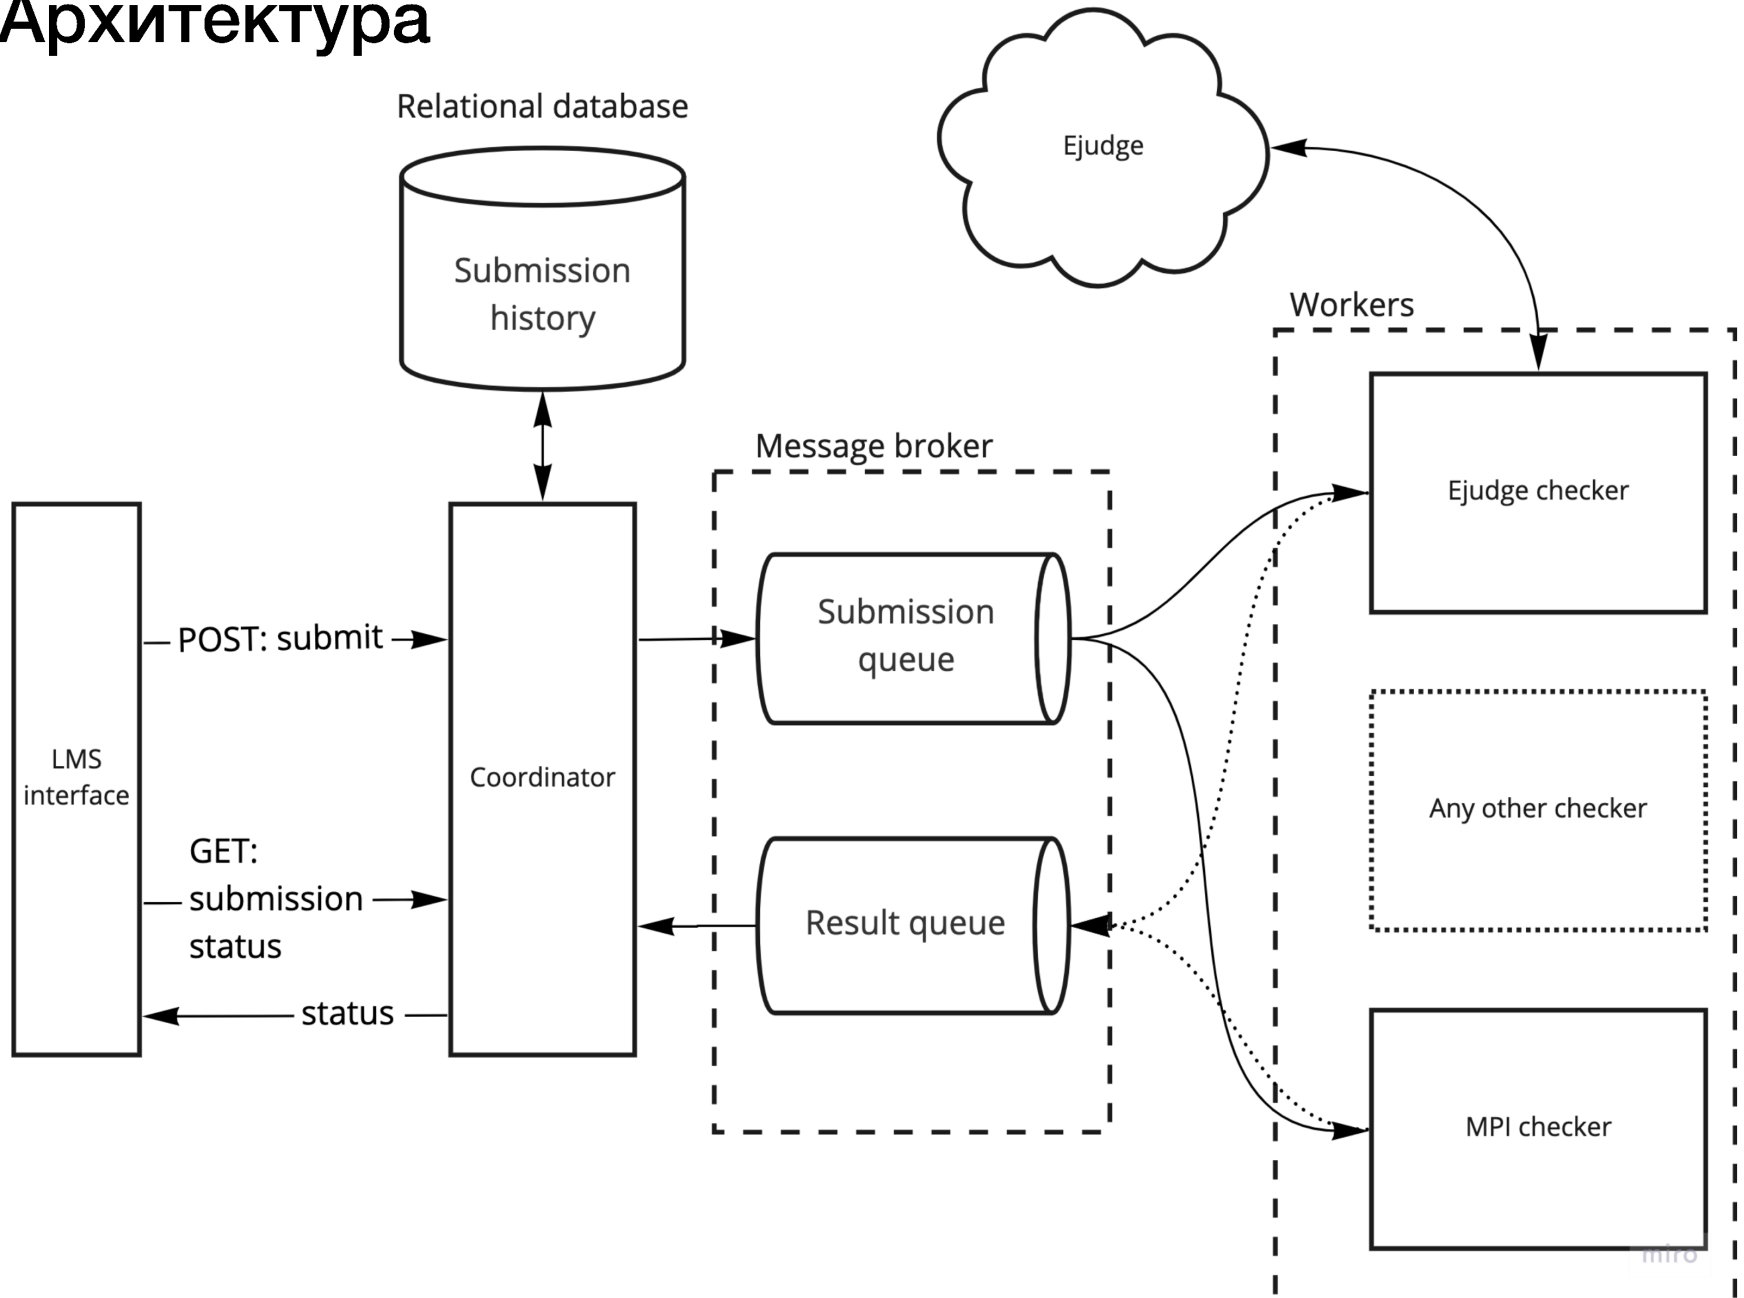 Архитектура
Relational database
Submission
history
Ejudge
Workers
Message broker
Ejudge checker
Submission
queue
POST: submit
LMS
interface
Coordinator
Any other checker
GET:
submission
status
Result queue
status
MPI checker
miro